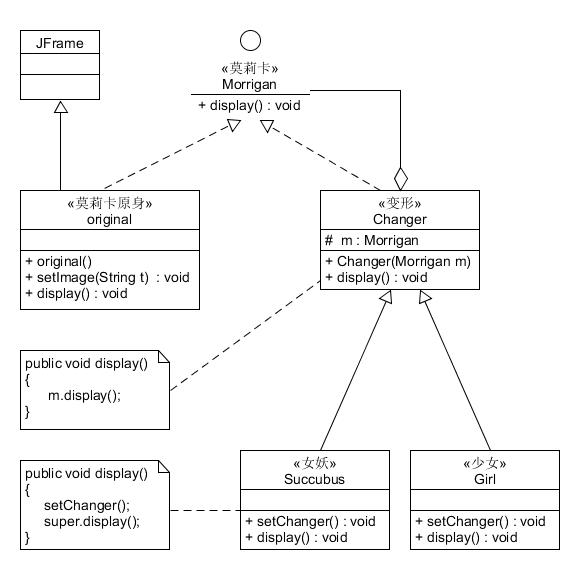 JFrame
«莫莉卡»
Morrigan
+ display() : void
«莫莉卡原身»
original
+ original()
+ setImage(String t)  : void
+ display() : void
«变形»
Changer
#  m : Morrigan
+ Changer(Morrigan m)
+ display() : void
public void display()
{
m.display();
}
public void display()
{
setChanger();
super.display();
}
«女妖»
Succubus
+ setChanger() : void
+ display() : void
«少女»
Girl
+ setChanger() : void
+ display() : void